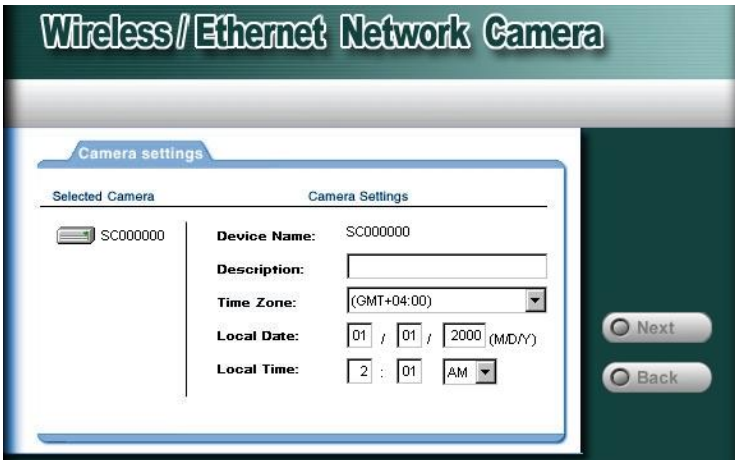 Wireless/Ethernet Network Camera
Camera settings
Selected Camera
Camera Settings
SC000000
Device Name: SC000000
Description:
Time Zone: (GMT+04:00)
Local Date: 01 / 01 / 2000 (M/D/Y)
Local Time: 2 : 01 AM
Next
Back